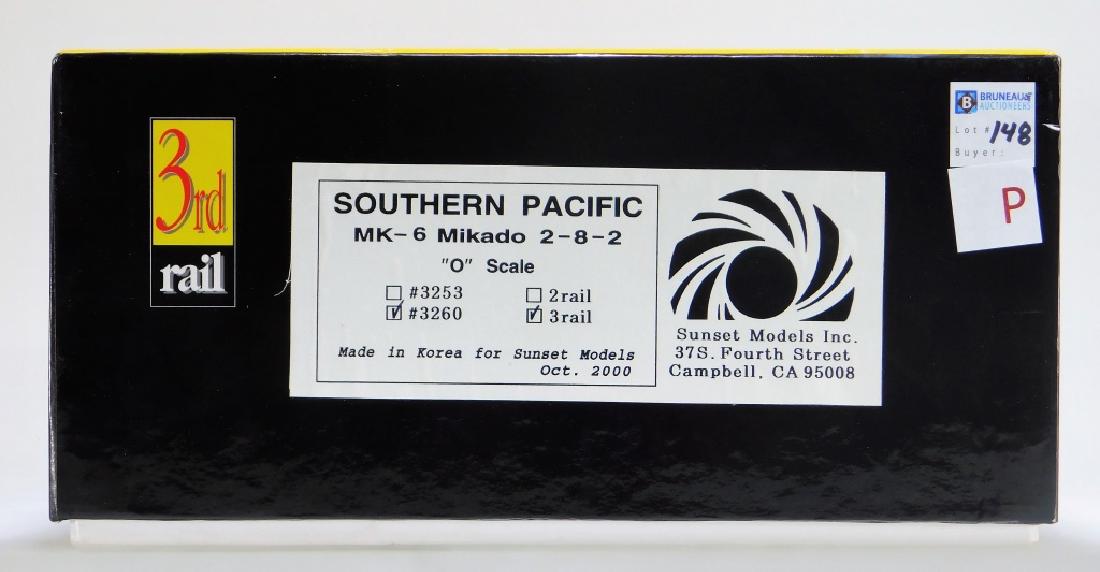 3rd
rail
SOUTHERN PACIFIC
MK-6 Mikado 2-8-2
"O" Scale
#3253 2rail
#3260 3rail
Made in Korea for Sunset Models
Oct. 2000
Sunset Models Inc.
37S. Fourth Street
Campbell, CA 95008
B BRUNEAU &
AUCTIONEERS
Lot # 148
Buyer:
P